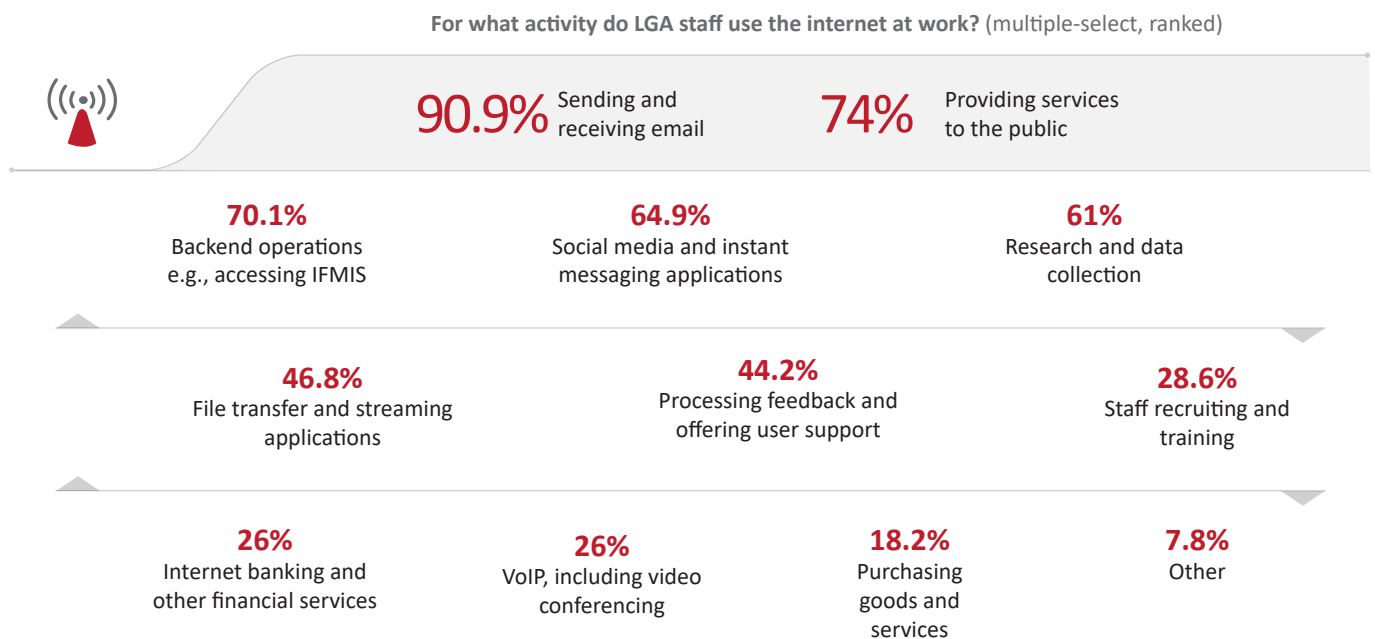 For what activity do LGA staff use the internet at work? (multiple-select, ranked)
90.9%
Sending and
receiving email
74%
Providing services
to the public
70.1%
Backend operations
e.g., accessing IFMIS
64.9%
Social media and instant
messaging applications
61%
Research and data
collection
46.8%
File transfer and streaming
applications
44.2%
Processing feedback and
offering user support
28.6%
Staff recruiting and
training
26%
Internet banking and
other financial services
26%
VoIP, including video
conferencing
18.2%
Purchasing
goods and
services
7.8%
Other